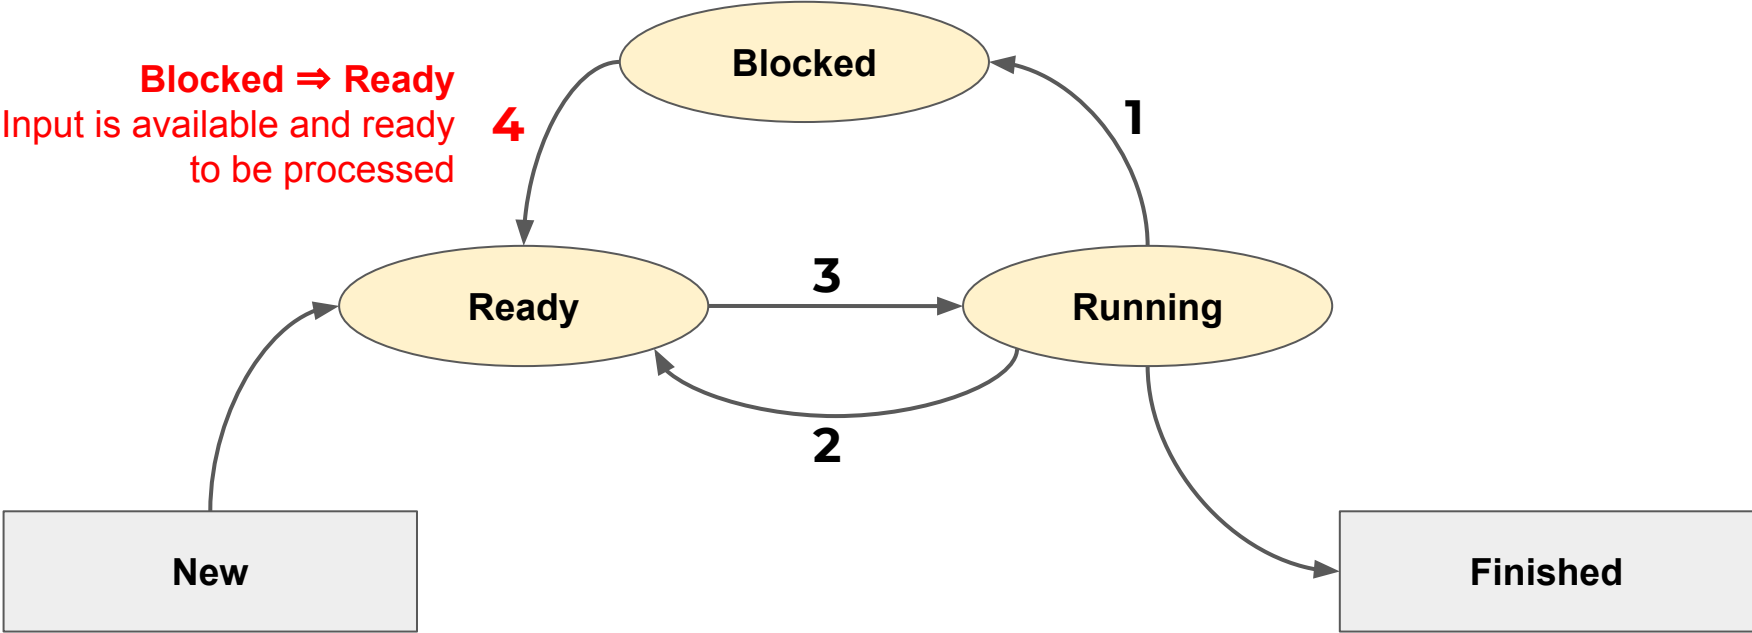 Blocked
Blocked ⇒ Ready
Input is available and ready
to be processed
4
1
Ready
3
Running
2
New
Finished